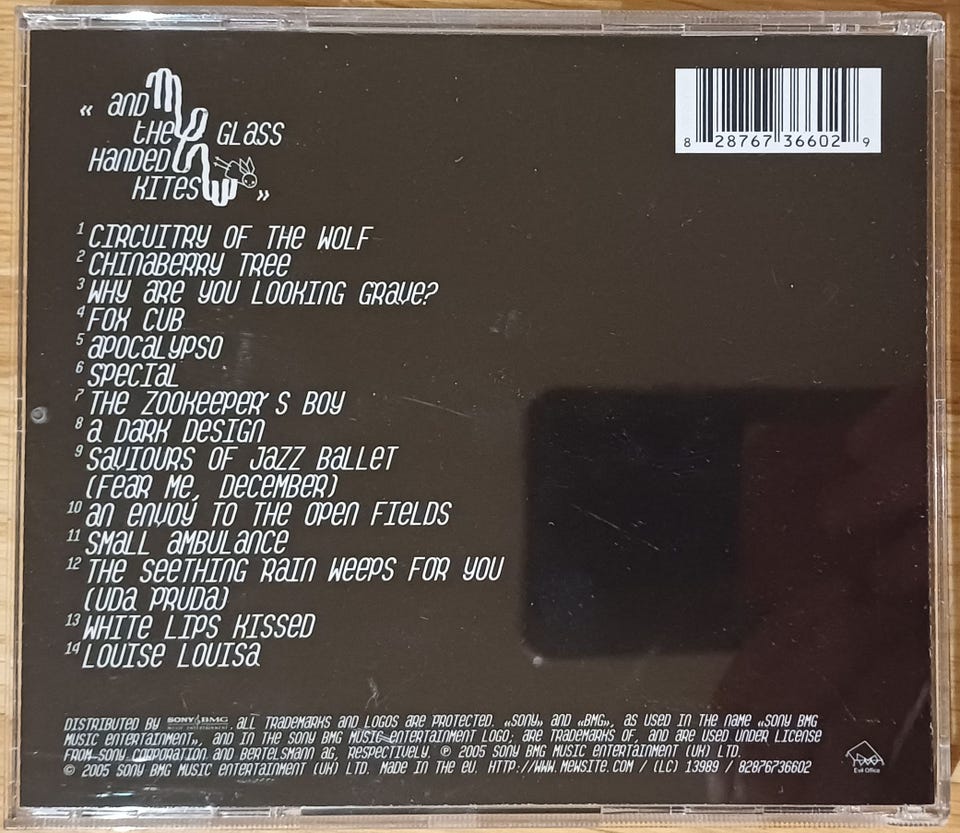 « and
the GLASS
Handed
KITES »
mew
8 28767 36602 9
1 CIRCUITRY OF THE WOLF
2 CHINABERRY TREE
3 WHY ARE YOU LOOKING GRAVE?
4 FOX CUB
5 APOCALYPSO
6 SPECIAL
7 THE ZOOKEEPER'S BOY
8 A DARK DESIGN
9 SAVIOURS OF JAZZ BALLET
(FEAR ME, DECEMBER)
10 AN ENVOY TO THE OPEN FIELDS
11 SMALL AMBULANCE
12 THE SEETHING RAIN WEEPS FOR YOU
(UDA PRUDA)
13 WHITE LIPS KISSED
14 LOUISE LOUISA
DISTRIBUTED BY SONY BMG MUSIC ENTERTAINMENT. ALL TRADEMARKS AND LOGOS ARE PROTECTED. «SONY» AND «BMG», AS USED IN THE NAME «SONY BMG
MUSIC ENTERTAINMENT», AND IN THE SONY BMG MUSIC ENTERTAINMENT LOGO; ARE TRADEMARKS OF, AND ARE USED UNDER LICENSE
FROM SONY CORPORATION AND BERTELSMANN AG, RESPECTIVELY. ℗ 2005 SONY BMG MUSIC ENTERTAINMENT (UK) LTD.
© 2005 SONY BMG MUSIC ENTERTAINMENT (UK) LTD. MADE IN THE EU. HTTP://WWW.MEWSITE.COM / (LC) 13989 / 82876736602
Evil Office